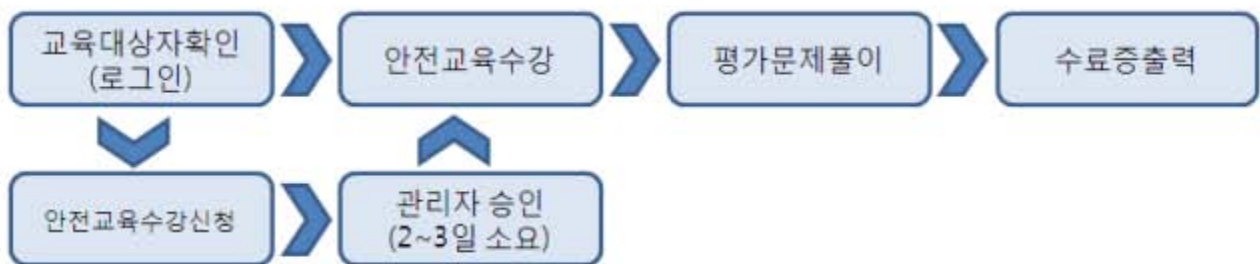 교육대상자확인
(로그인)
안전교육수강
평가문제풀이
수료증출력
안전교육수강신청
관리자 승인
(2~3일 소요)